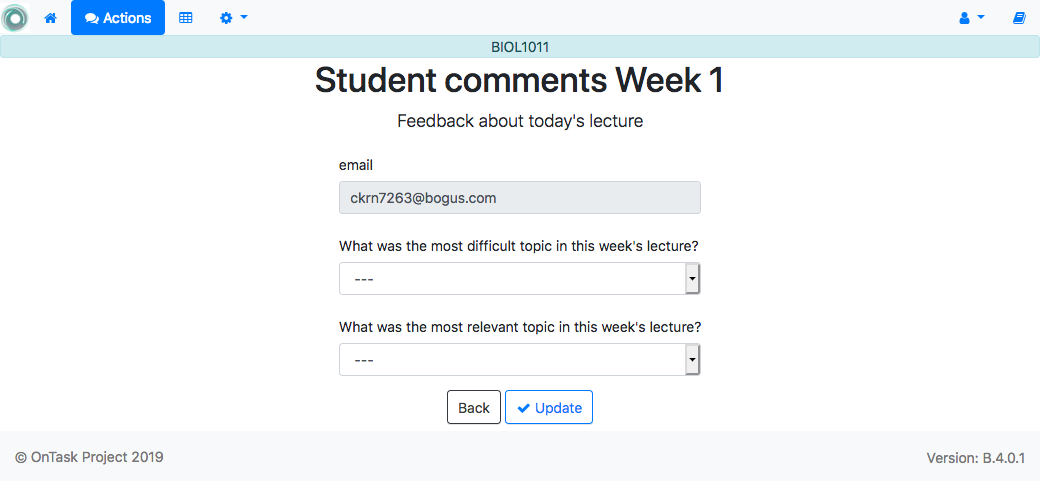 Actions
BIOL1011
Student comments Week 1
Feedback about today's lecture
email
ckrn7263@bogus.com
What was the most difficult topic in this week's lecture?
---
What was the most relevant topic in this week's lecture?
---
Back Update
© OnTask Project 2019 Version: B.4.0.1